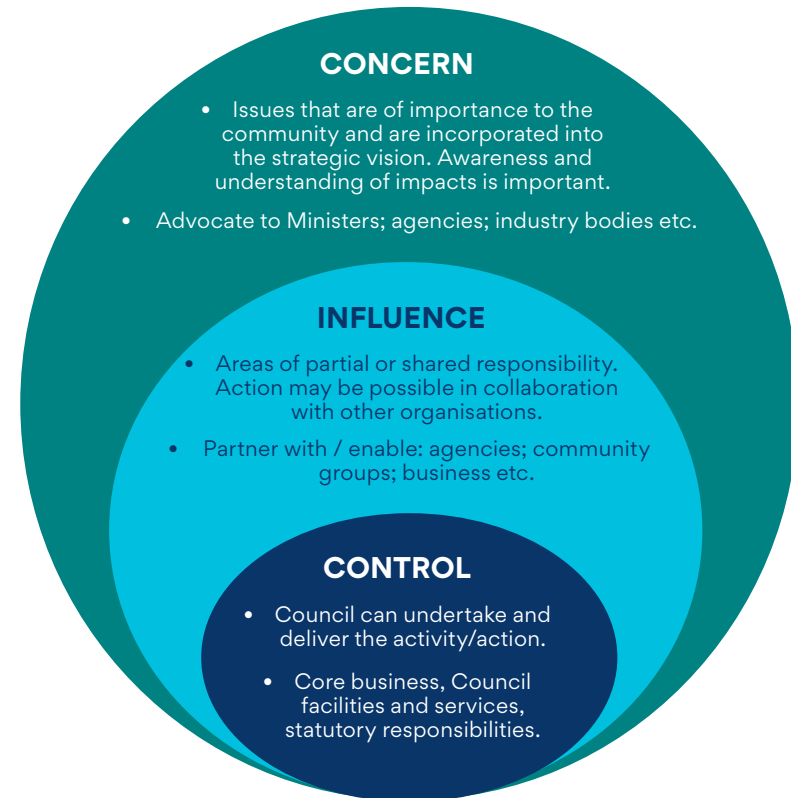 CONCERN
• Issues that are of importance to the
community and are incorporated into
the strategic vision. Awareness and
understanding of impacts is important.
• Advocate to Ministers; agencies; industry bodies etc.
INFLUENCE
• Areas of partial or shared responsibility.
Action may be possible in collaboration
with other organisations.
• Partner with / enable: agencies; community
groups; business etc.
CONTROL
• Council can undertake and
deliver the activity/action.
• Core business, Council
facilities and services,
statutory responsibilities.